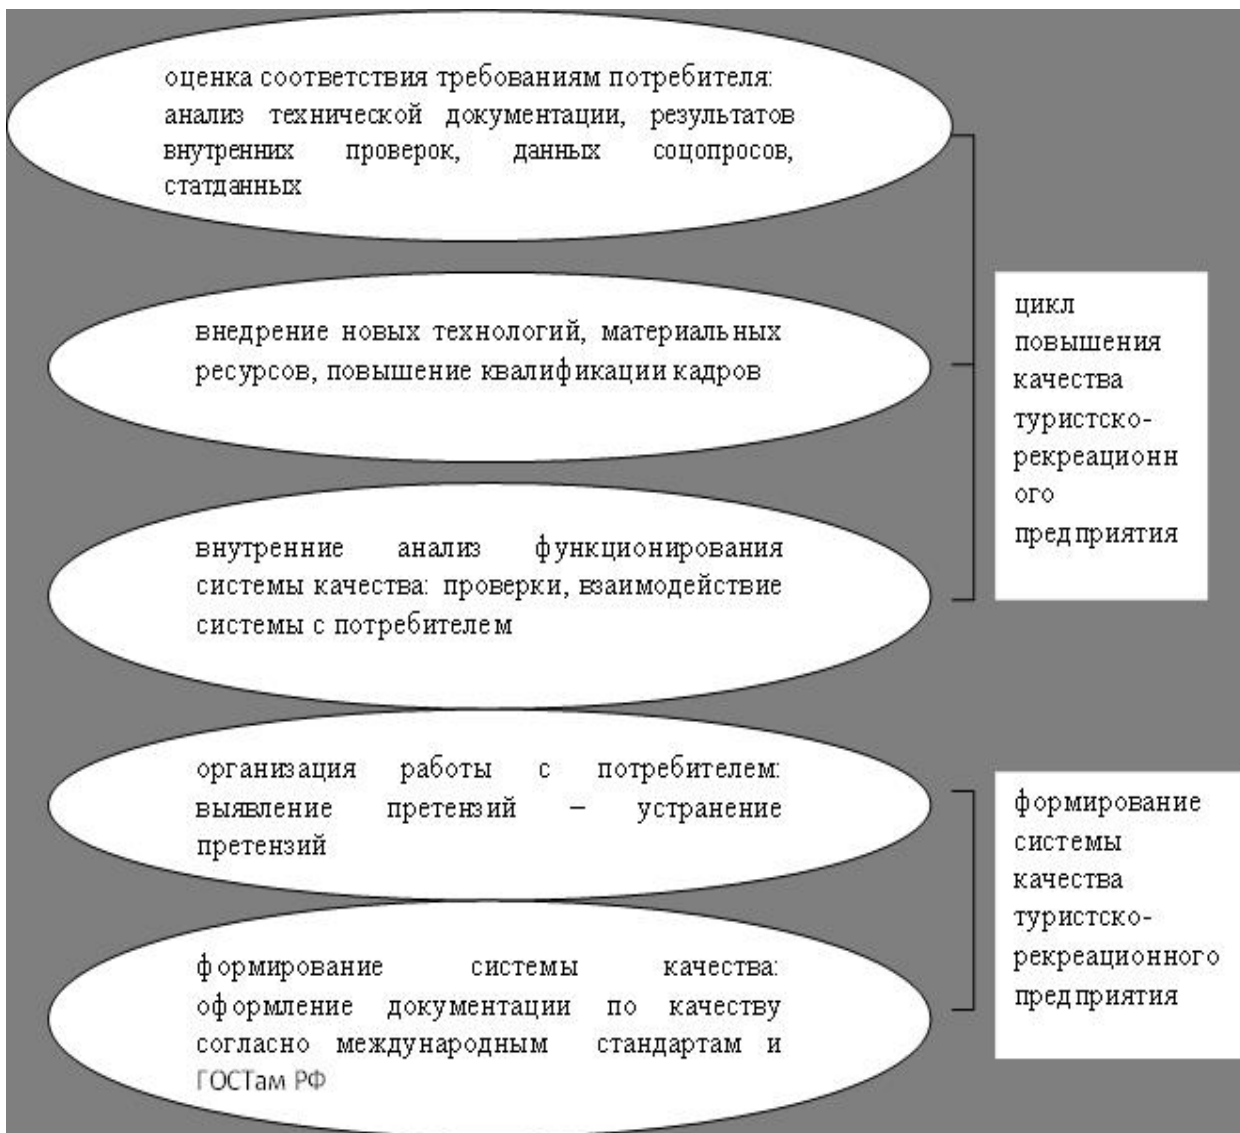 оценка соответствия требованиям потребителя:
анализ технической документации, результатов
внутренних проверок, данных соцопросов,
статданных
внедрение новых технологий, материальных
ресурсов, повышение квалификации кадров
цикл
повышения
качества
туристско-
рекреационн
ого
предприятия
внутренние анализ функционирования
системы качества: проверки, взаимодействие
системы с потребителем
организация работы с потребителем:
выявление претензий – устранение
претензий
формирование системы качества:
оформление документации по качеству
согласно международным стандартам и
ГОСТам РФ
формирование
системы
качества
туристско-
рекреационного
предприятия